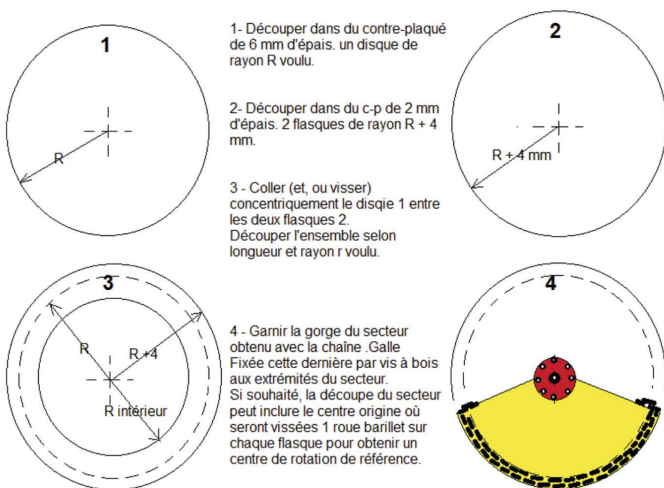 1
1- Découper dans du contre-plaqué
de 6 mm d'épais. un disque de
rayon R voulu.
R
2
2- Découper dans du c-p de 2 mm
d'épais. 2 flasques de rayon R + 4
mm.
R + 4 mm
3 - Coller (et, ou visser)
concentriquement le disqie 1 entre
les deux flasques 2.
Découper l'ensemble selon
longueur et rayon r voulu.
3
R
R +4
R intérieur
4 - Garnir la gorge du secteur
obtenu avec la chaîne .Galle
Fixée cette dernière par vis à bois
aux extrémités du secteur.
Si souhaité, la découpe du secteur
peut inclure le centre origine où
seront vissées 1 roue barillet sur
chaque flasque pour obtenir un
centre de rotation de référence.
4